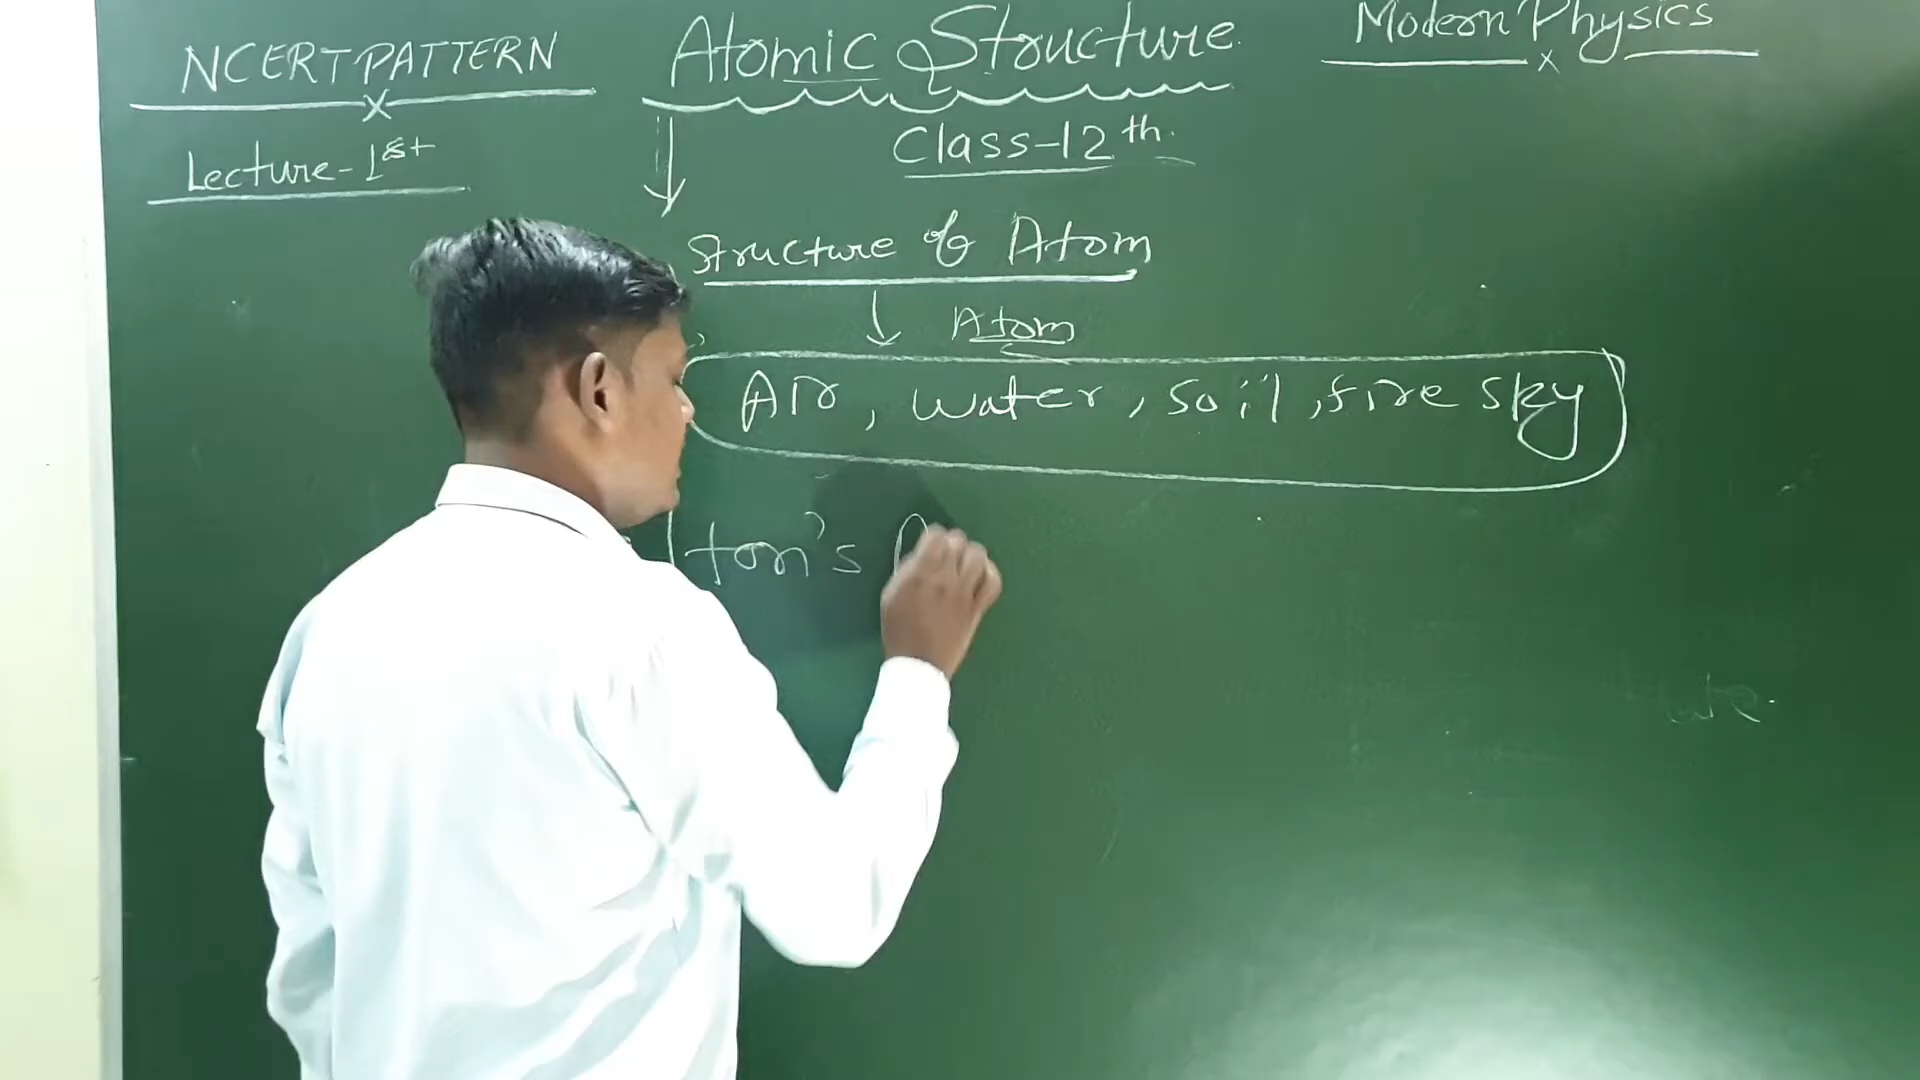 NCERT PATTERN
Atomic Structure
Modern Physics
Lecture-1st
Class-12th.
Structure of Atom
Atom
Air, water, soil, fire sky
ton's